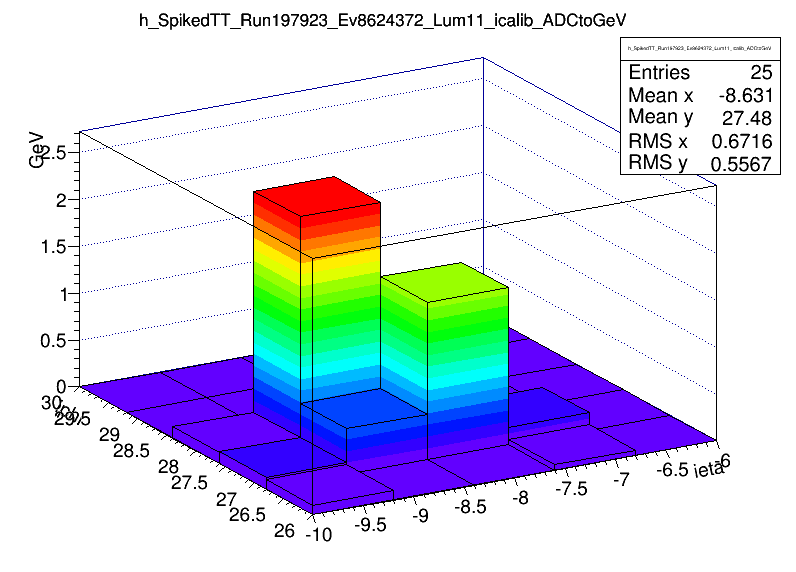 h_SpikedTT_Run197923_Ev8624372_Lum11_icalib_ADCtoGeV
h_SpikedTT_Run197923_Ev8624372_Lum11_icalib_ADCtoGeV
Entries 25
Mean x -8.631
Mean y 27.48
RMS x 0.6716
RMS y 0.5567
GeV
2.5
2
1.5
1
0.5
0
30
29.5
29
28.5
28
27.5
27
26.5
26
-10
-9.5
-9
-8.5
-8
-7.5
-7
-6.5
-6
ieta